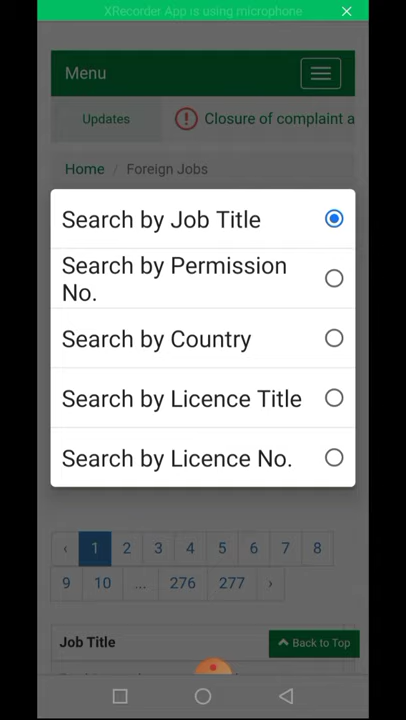 XRecorder App is using microphone
Menu
Updates
Closure of complaint a
Home / Foreign Jobs
Search by Job Title
Search by Permission
No.
Search by Country
Search by Licence Title
Search by Licence No.
‹ 1 2 3 4 5 6 7 8
9 10 ... 276 277 ›
Job Title
Back to Top